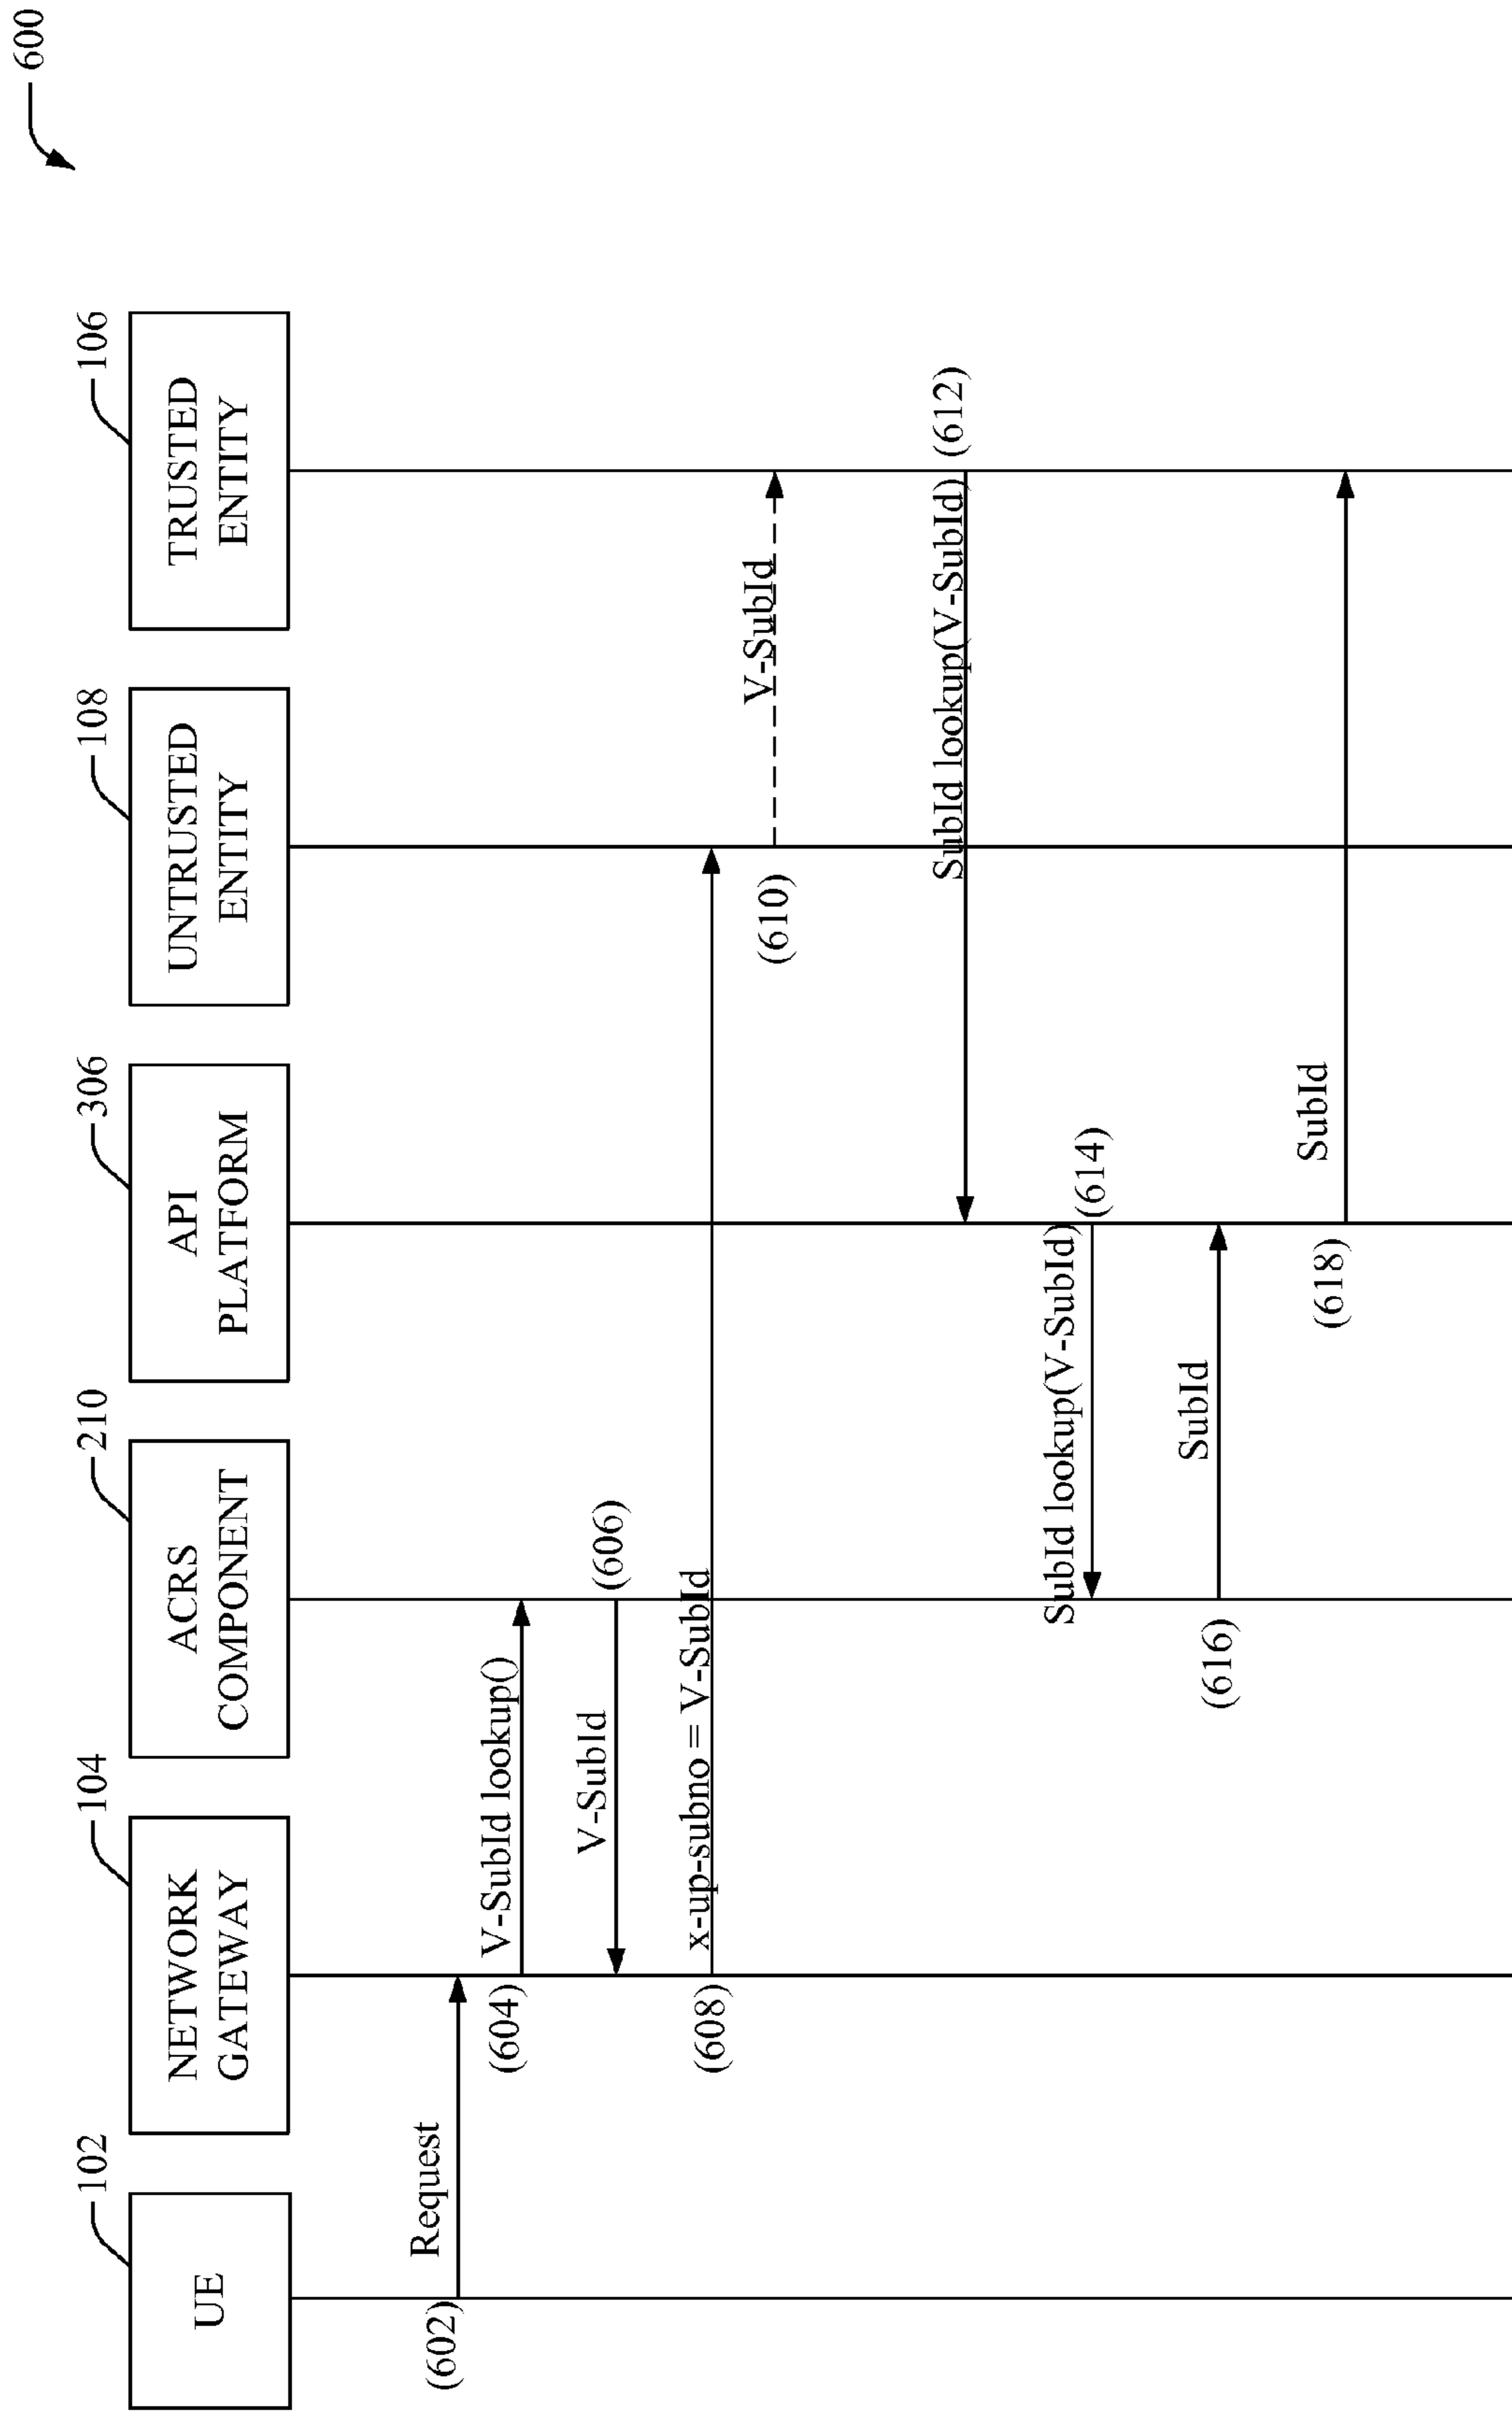 600
102
104
210
306
108
106
UE
NETWORK
GATEWAY
ACRS
COMPONENT
API
PLATFORM
UNTRUSTED
ENTITY
TRUSTED
ENTITY
Request
(602)
V-SubId lookup()
(604)
V-SubId
(606)
x-up-subno = V-SubId
(608)
V-SubId
(610)
SubId lookup(V-SubId)
(612)
SubId lookup(V-SubId)
(614)
SubId
(616)
SubId
(618)